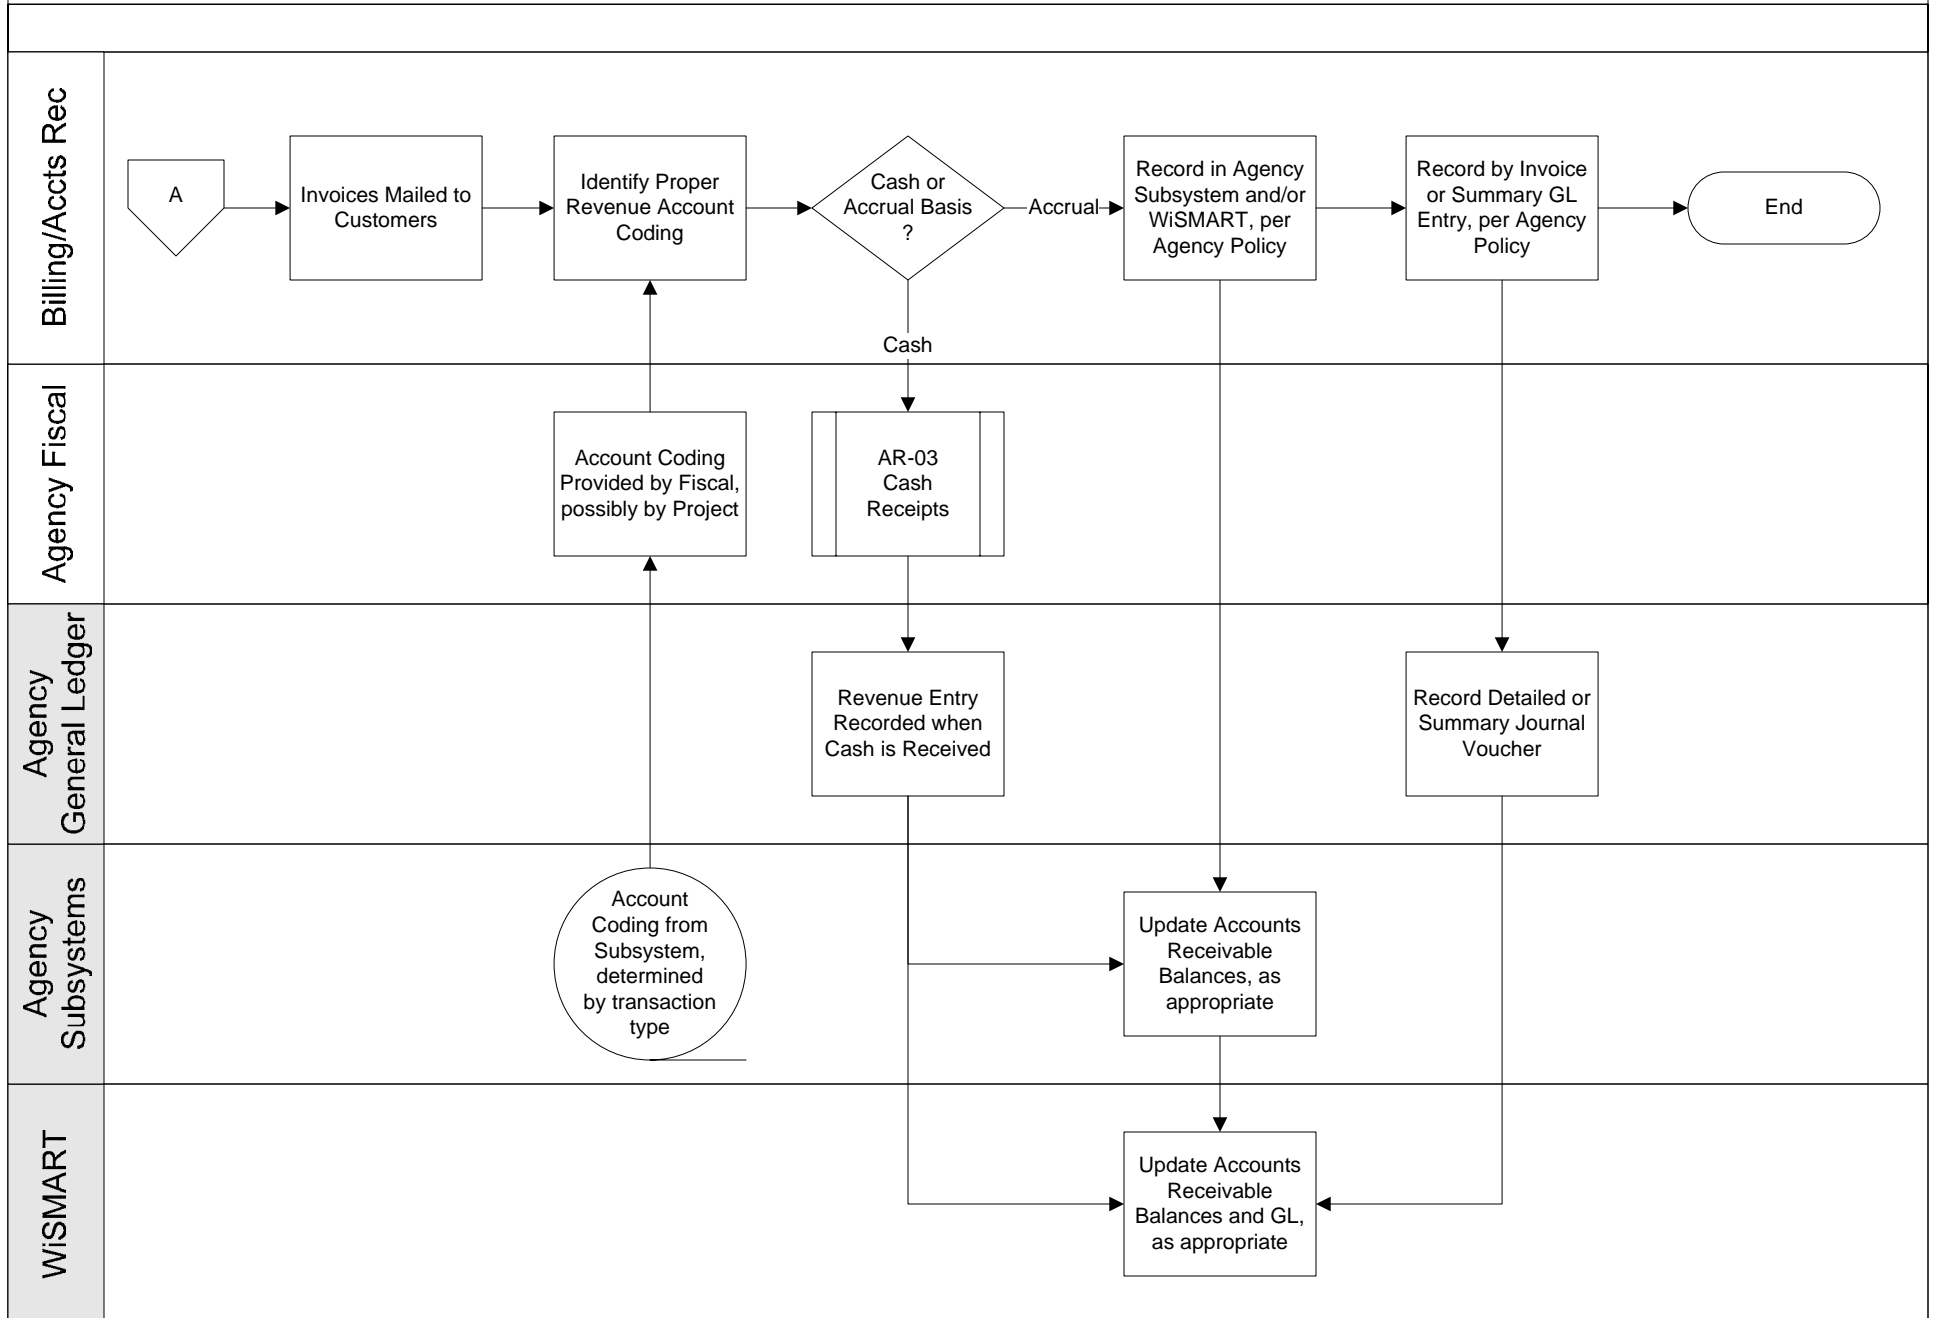 Billing/Accts Rec
A
Invoices Mailed to
Customers
Identify Proper
Revenue Account
Coding
Cash or
Accrual Basis
?
Accrual
Record in Agency
Subsystem and/or
WiSMART, per
Agency Policy
Record by Invoice
or Summary GL
Entry, per Agency
Policy
End
Cash
Agency Fiscal
Account Coding
Provided by Fiscal,
possibly by Project
AR-03
Cash
Receipts
Agency
General Ledger
Revenue Entry
Recorded when
Cash is Received
Record Detailed or
Summary Journal
Voucher
Agency
Subsystems
Account
Coding from
Subsystem,
determined
by transaction
type
Update Accounts
Receivable
Balances, as
appropriate
WiSMART
Update Accounts
Receivable
Balances and GL,
as appropriate